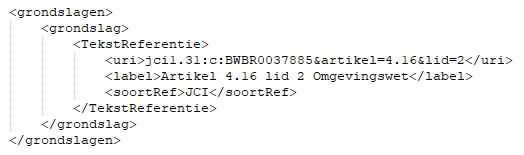 <grondslagen>
<grondslag>
<TekstReferentie>
<uri>jci1.31:c:BWBR0037885&artikel=4.16&lid=2</uri>
<label>Artikel 4.16 lid 2 Omgevingswet</label>
<soortRef>JCI</soortRef>
</TekstReferentie>
</grondslag>
</grondslagen>